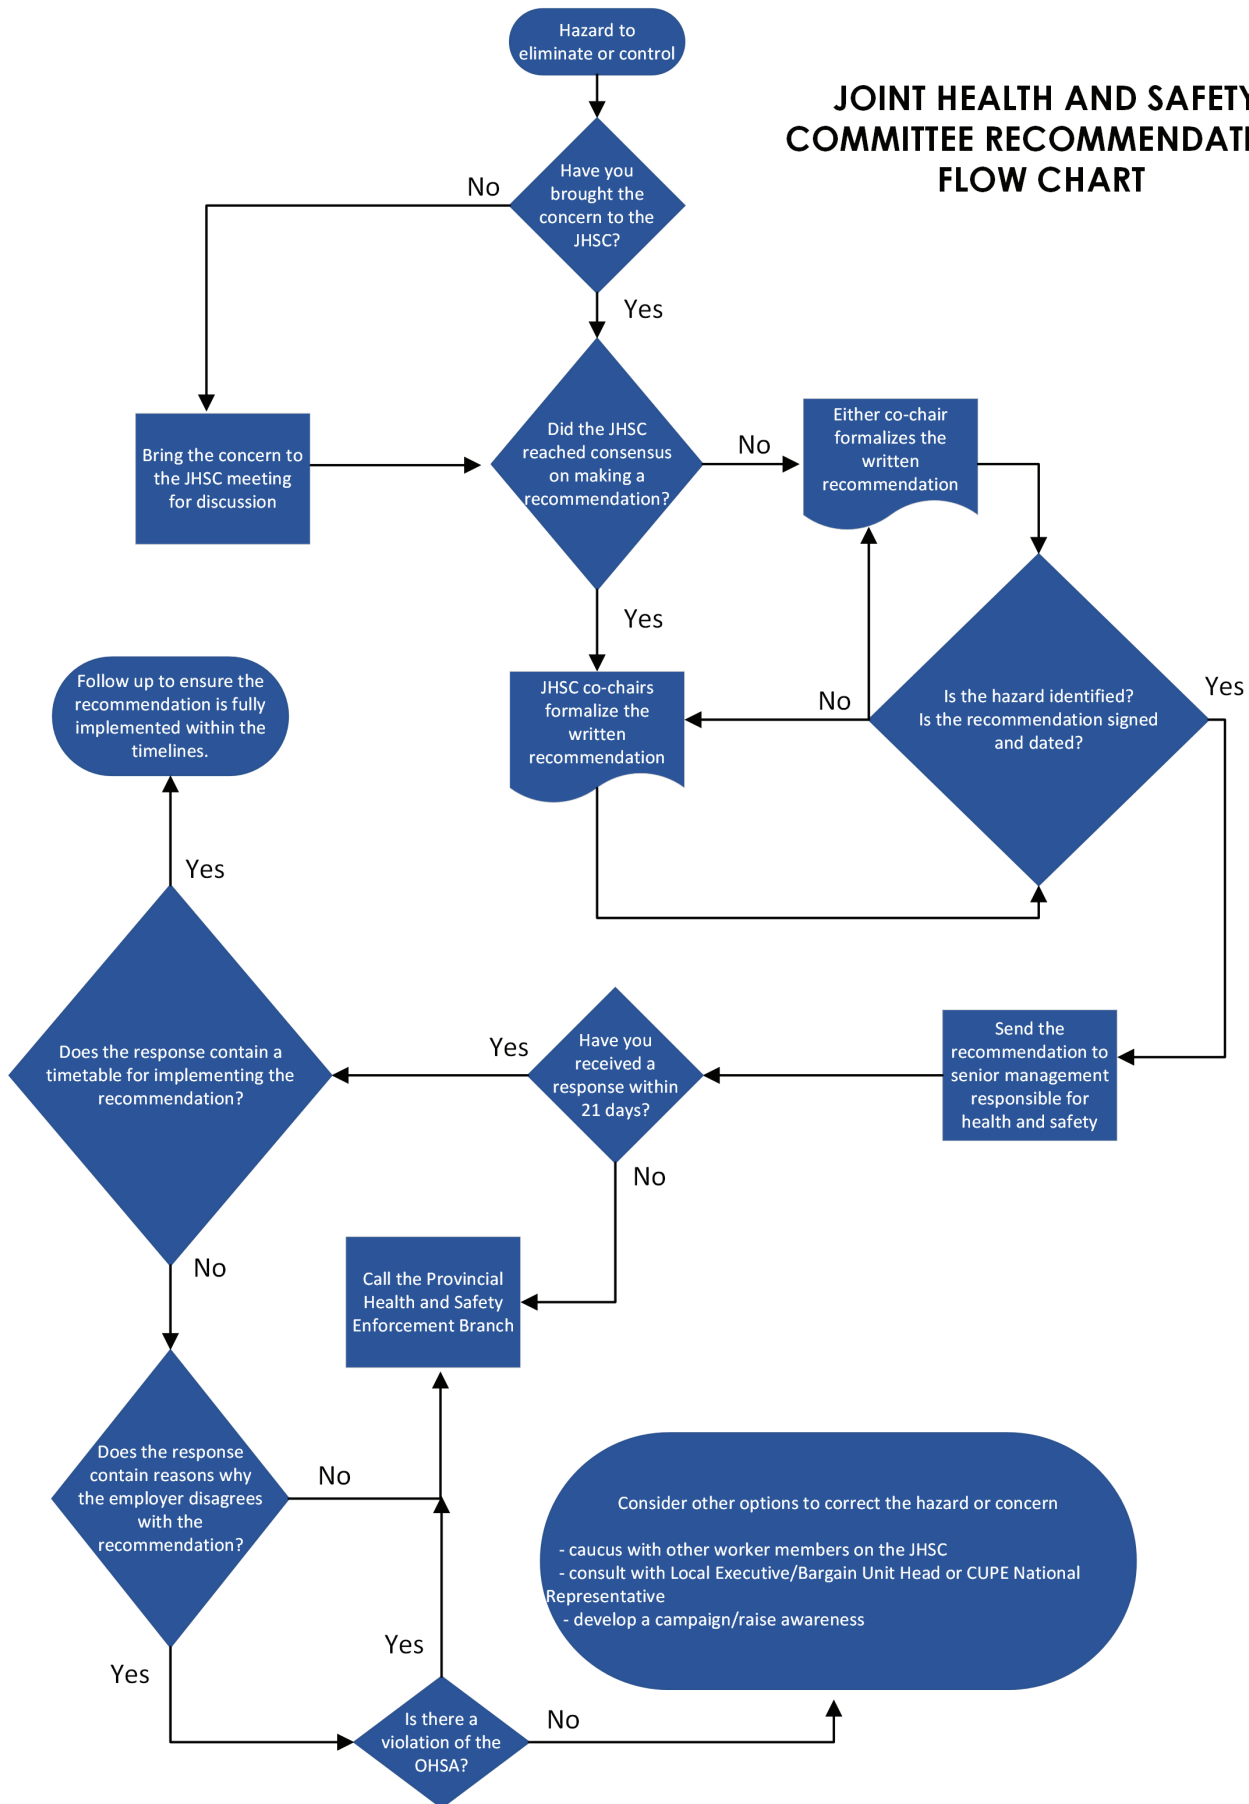 Hazard to
eliminate or control
JOINT HEALTH AND SAFETY
COMMITTEE RECOMMENDATI
FLOW CHART
Have you
brought the
concern to the
JHSC?
No
Yes
Bring the concern to
the JHSC meeting
for discussion
Did the JHSC
reached consensus
on making a
recommendation?
No
Either co-chair
formalizes the
written
recommendation
Yes
JHSC co-chairs
formalize the
written
recommendation
No
Is the hazard identified?
Is the recommendation signed
and dated?
Yes
Follow up to ensure the
recommendation is fully
implemented within the
timelines.
Yes
Does the response contain a
timetable for implementing the
recommendation?
Yes
Have you
received a
response within
21 days?
Send the
recommendation to
senior management
responsible for
health and safety
No
No
Call the Provincial
Health and Safety
Enforcement Branch
Does the response
contain reasons why
the employer disagrees
with the
recommendation?
No
Consider other options to correct the hazard or concern
- caucus with other worker members on the JHSC
- consult with Local Executive/Bargain Unit Head or CUPE National
Representative
- develop a campaign/raise awareness
Yes
Yes
Is there a
violation of the
OHSA?
No